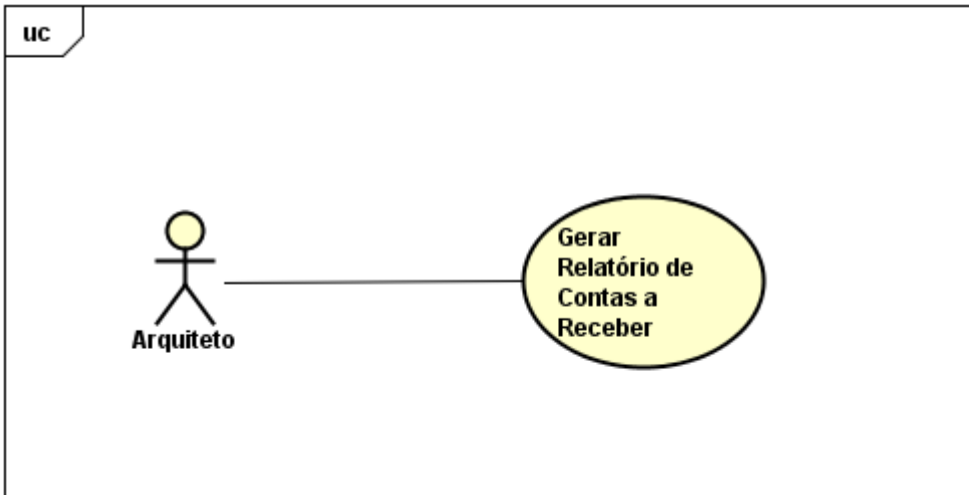 uc
Arquiteto
Gerar
Relatório de
Contas a
Receber